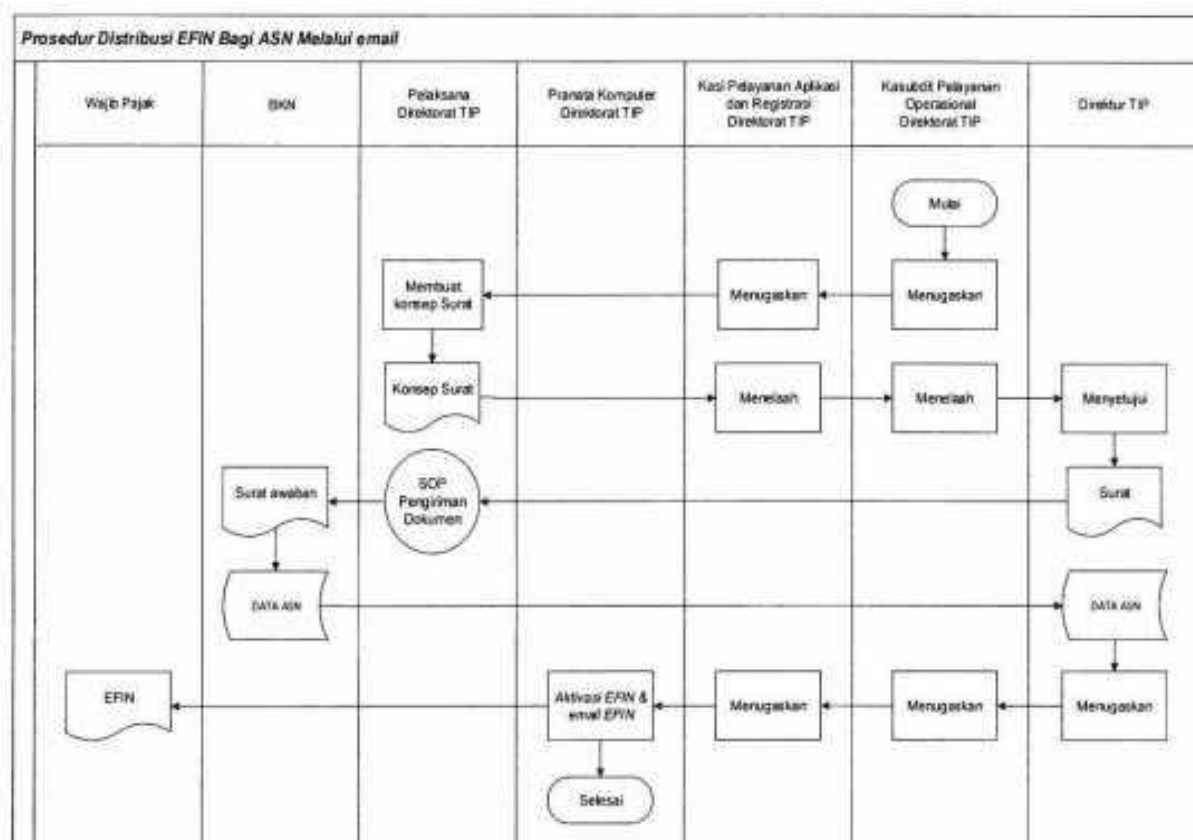 Prosedur Distribusi EFIN Bagi ASN Melalui email
Wajib Pajak
BKN
Pelaksana
Direktorat TIP
Pranata Komputer
Direktorat TIP
Kasi Pelayanan Aplikasi
dan Registrasi
Direktorat TIP
Kasubdit Pelayanan
Operasional
Direktorat TIP
Direktur TIP
Mulai
Membuat
konsep Surat
Menugaskan
Menugaskan
Konsep Surat
Menelaah
Menelaah
Menyetujui
Surat awaban
SOP
Pengiriman
Dokumen
Surat
DATA ASN
DATA ASN
EFIN
Aktivasi EFIN &
email EFIN
Menugaskan
Menugaskan
Menugaskan
Selesai